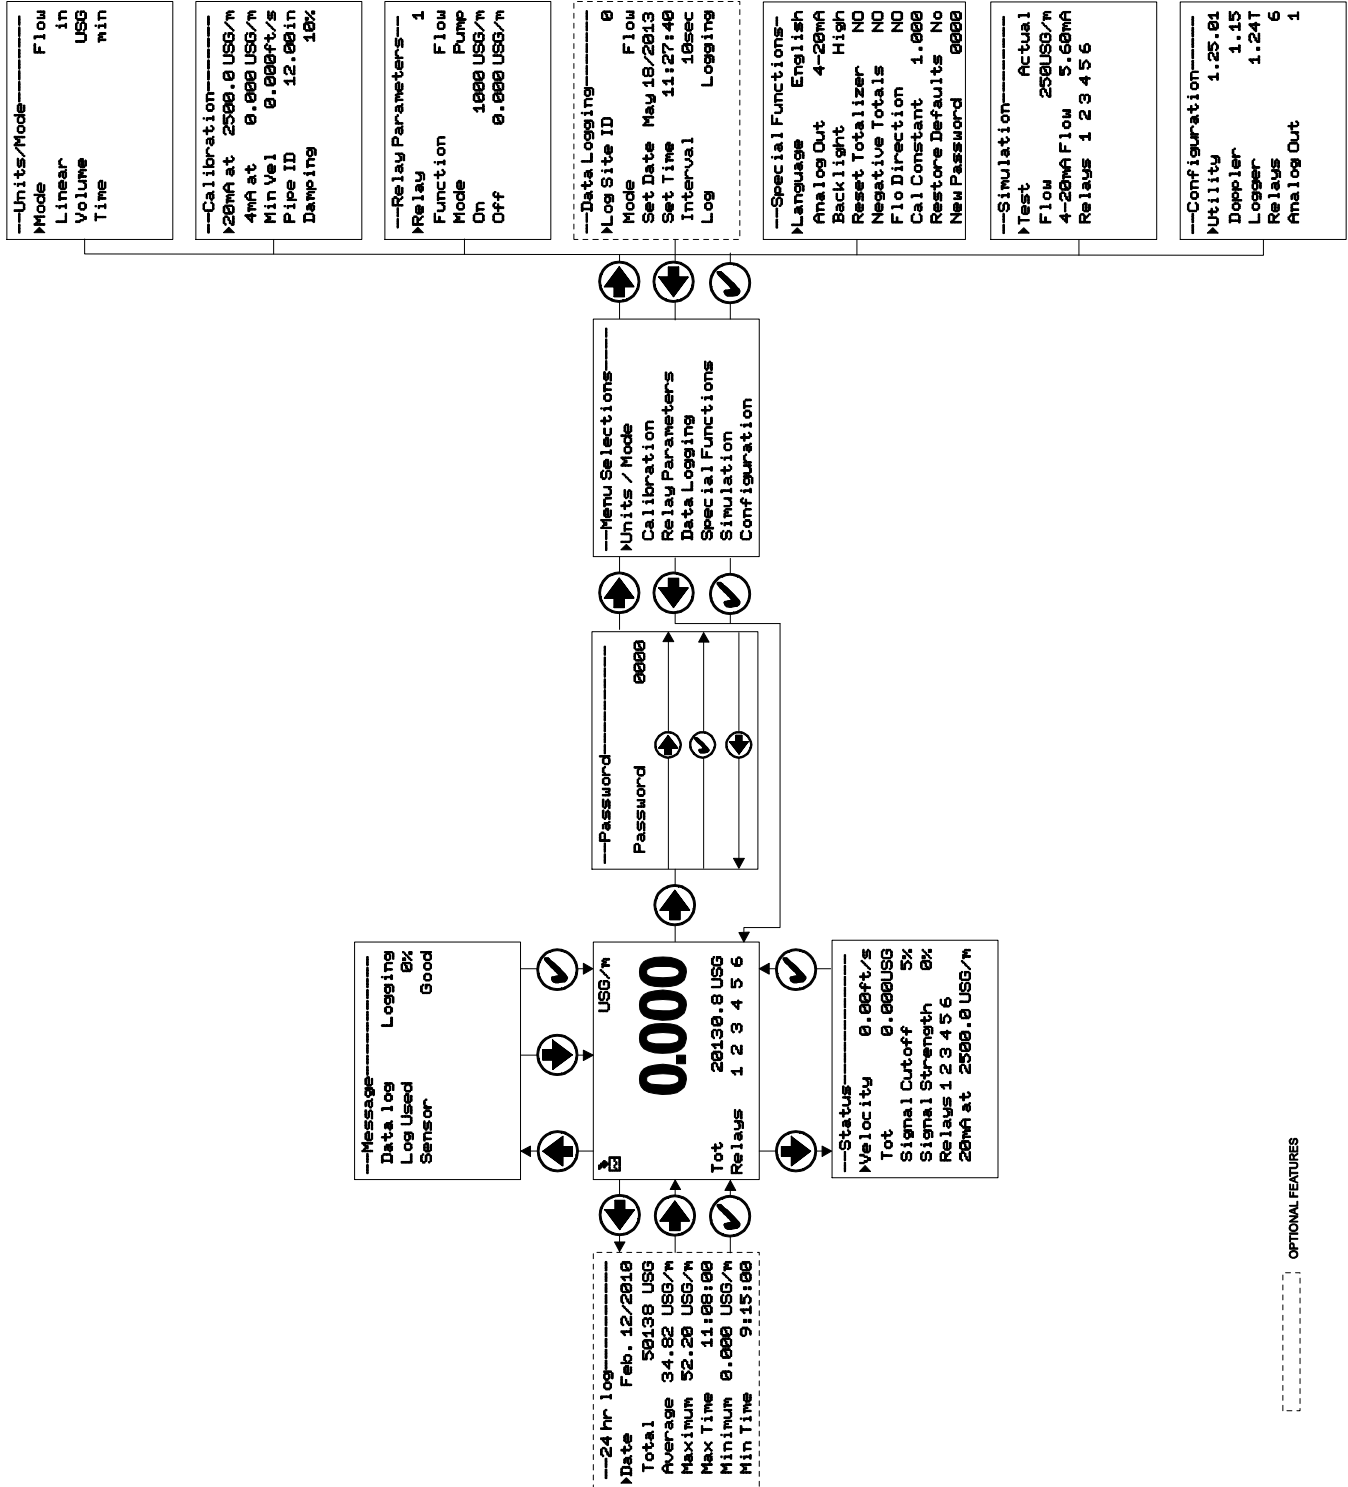 --24 hr log-----------
▶Date Feb. 12/2010
Total 50138 USG
Average 34.82 USG/m
Maximum 52.20 USG/m
Max Time 11:08:00
Minimum 0.000 USG/m
Min Time 9:15:00
--Message-------------
Data log Logging
Log Used 0%
Sensor Good
USG/m
0.000
Tot 20130.8 USG
Relays 1 2 3 4 5 6
--Status--------------
▶Velocity 0.00ft/s
Tot 0.000USG
Signal Cutoff 5%
Signal Strength 0%
Relays 1 2 3 4 5 6
20mA at 2500.0 USG/m
--Password------------
Password 0000
--Menu Selections-----
▶Units / Mode
Calibration
Relay Parameters
Data Logging
Special Functions
Simulation
Configuration
--Units/Mode----------
▶Mode Flow
Linear in
Volume USG
Time min
--Calibration---------
▶20mA at 2500.0 USG/m
4mA at 0.000 USG/m
Min Vel 0.000ft/s
Pipe ID 12.00in
Damping 10%
--Relay Parameters--
▶Relay 1
Function Flow
Mode Pump
On 1000 USG/m
Off 0.000 USG/m
--Data Logging--------
▶Log Site ID 0
Mode Flow
Set Date May 18/2013
Set Time 11:27:40
Interval 10sec
Log Logging
--Special Functions-
▶Language English
Analog Out 4-20mA
Backlight High
Reset Totalizer NO
Negative Totals NO
Flo Direction NO
Cal Constant 1.000
Restore Defaults No
New Password 0000
--Simulation---------
▶Test Actual
Flow 250USG/m
4-20mA Flow 5.60mA
Relays 1 2 3 4 5 6
--Configuration-----
▶Utility 1.25.01
Doppler 1.15
Logger 1.24T
Relays 6
Analog Out 1
OPTIONAL FEATURES